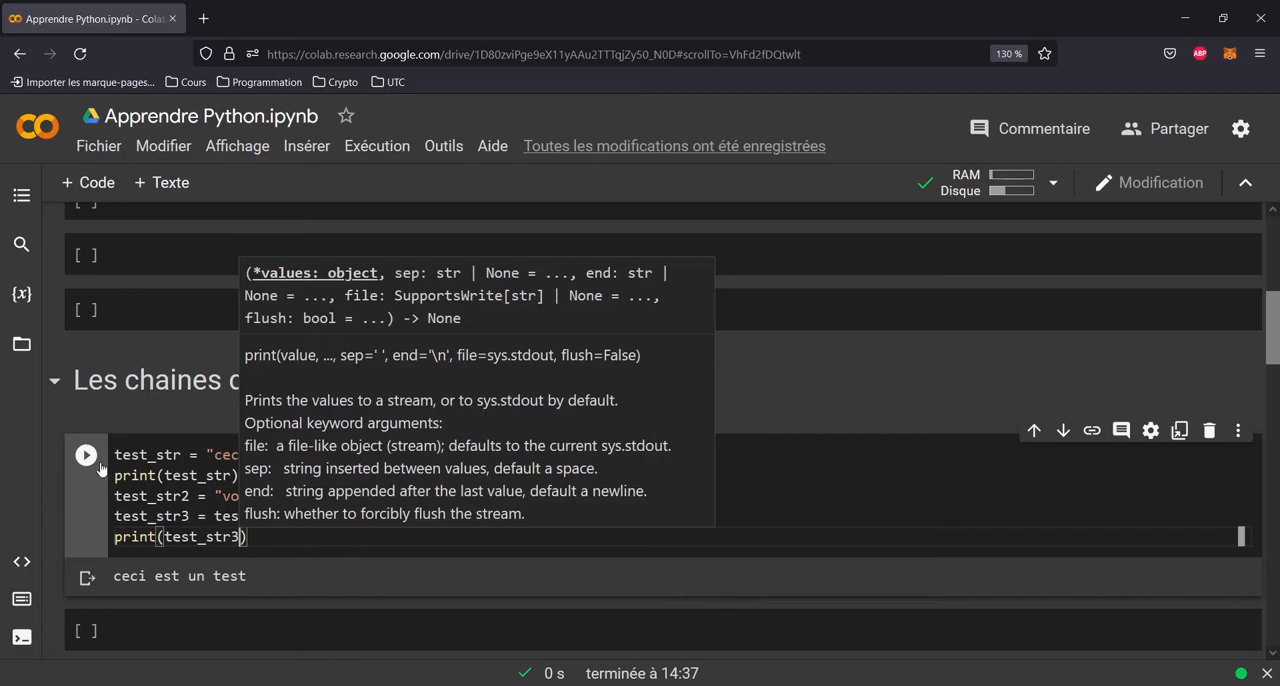 Apprendre Python.ipynb - Cola
https://colab.research.google.com/drive/1D80zviPge9eX11yAAu2TTTqjZy50_N0D#scrollTo=VhFd2fDQtwlt
130 %
ABP
Importer les marque-pages...
Cours
Programmation
Crypto
UTC
Apprendre Python.ipynb
Commentaire
Partager
Fichier
Modifier
Affichage
Insérer
Exécution
Outils
Aide
Toutes les modifications ont été enregistrées
+ Code
+ Texte
RAM
Disque
Modification
[ ]
[ ]
[ ]
(*values: object, sep: str | None = ..., end: str |
None = ..., file: SupportsWrite[str] | None = ...,
flush: bool = ...) -> None
print(value, ..., sep=' ', end='\n', file=sys.stdout, flush=False)
Prints the values to a stream, or to sys.stdout by default.
Optional keyword arguments:
file: a file-like object (stream); defaults to the current sys.stdout.
sep: string inserted between values, default a space.
end: string appended after the last value, default a newline.
flush: whether to forcibly flush the stream.
Les chaines d
test_str = "cec
print(test_str)
test_str2 = "vo
test_str3 = tes
print(test_str3)
ceci est un test
[ ]
0 s
terminée à 14:37